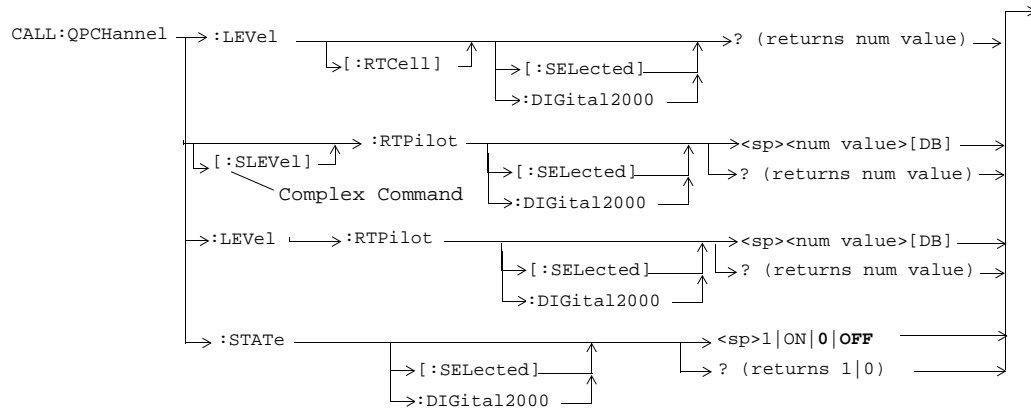 CALL:QPCHannel :LEVel ? (returns num value)
[:RTCell] [:SELected]
:DIGital2000
:RTPilot <sp><num value>[DB]
[:SLEVel] [:SELected] ? (returns num value)
Complex Command :DIGital2000
:LEVel :RTPilot <sp><num value>[DB]
[:SELected] ? (returns num value)
:DIGital2000
:STATe <sp>1|ON|0|OFF
[:SELected] ? (returns 1|0)
:DIGital2000